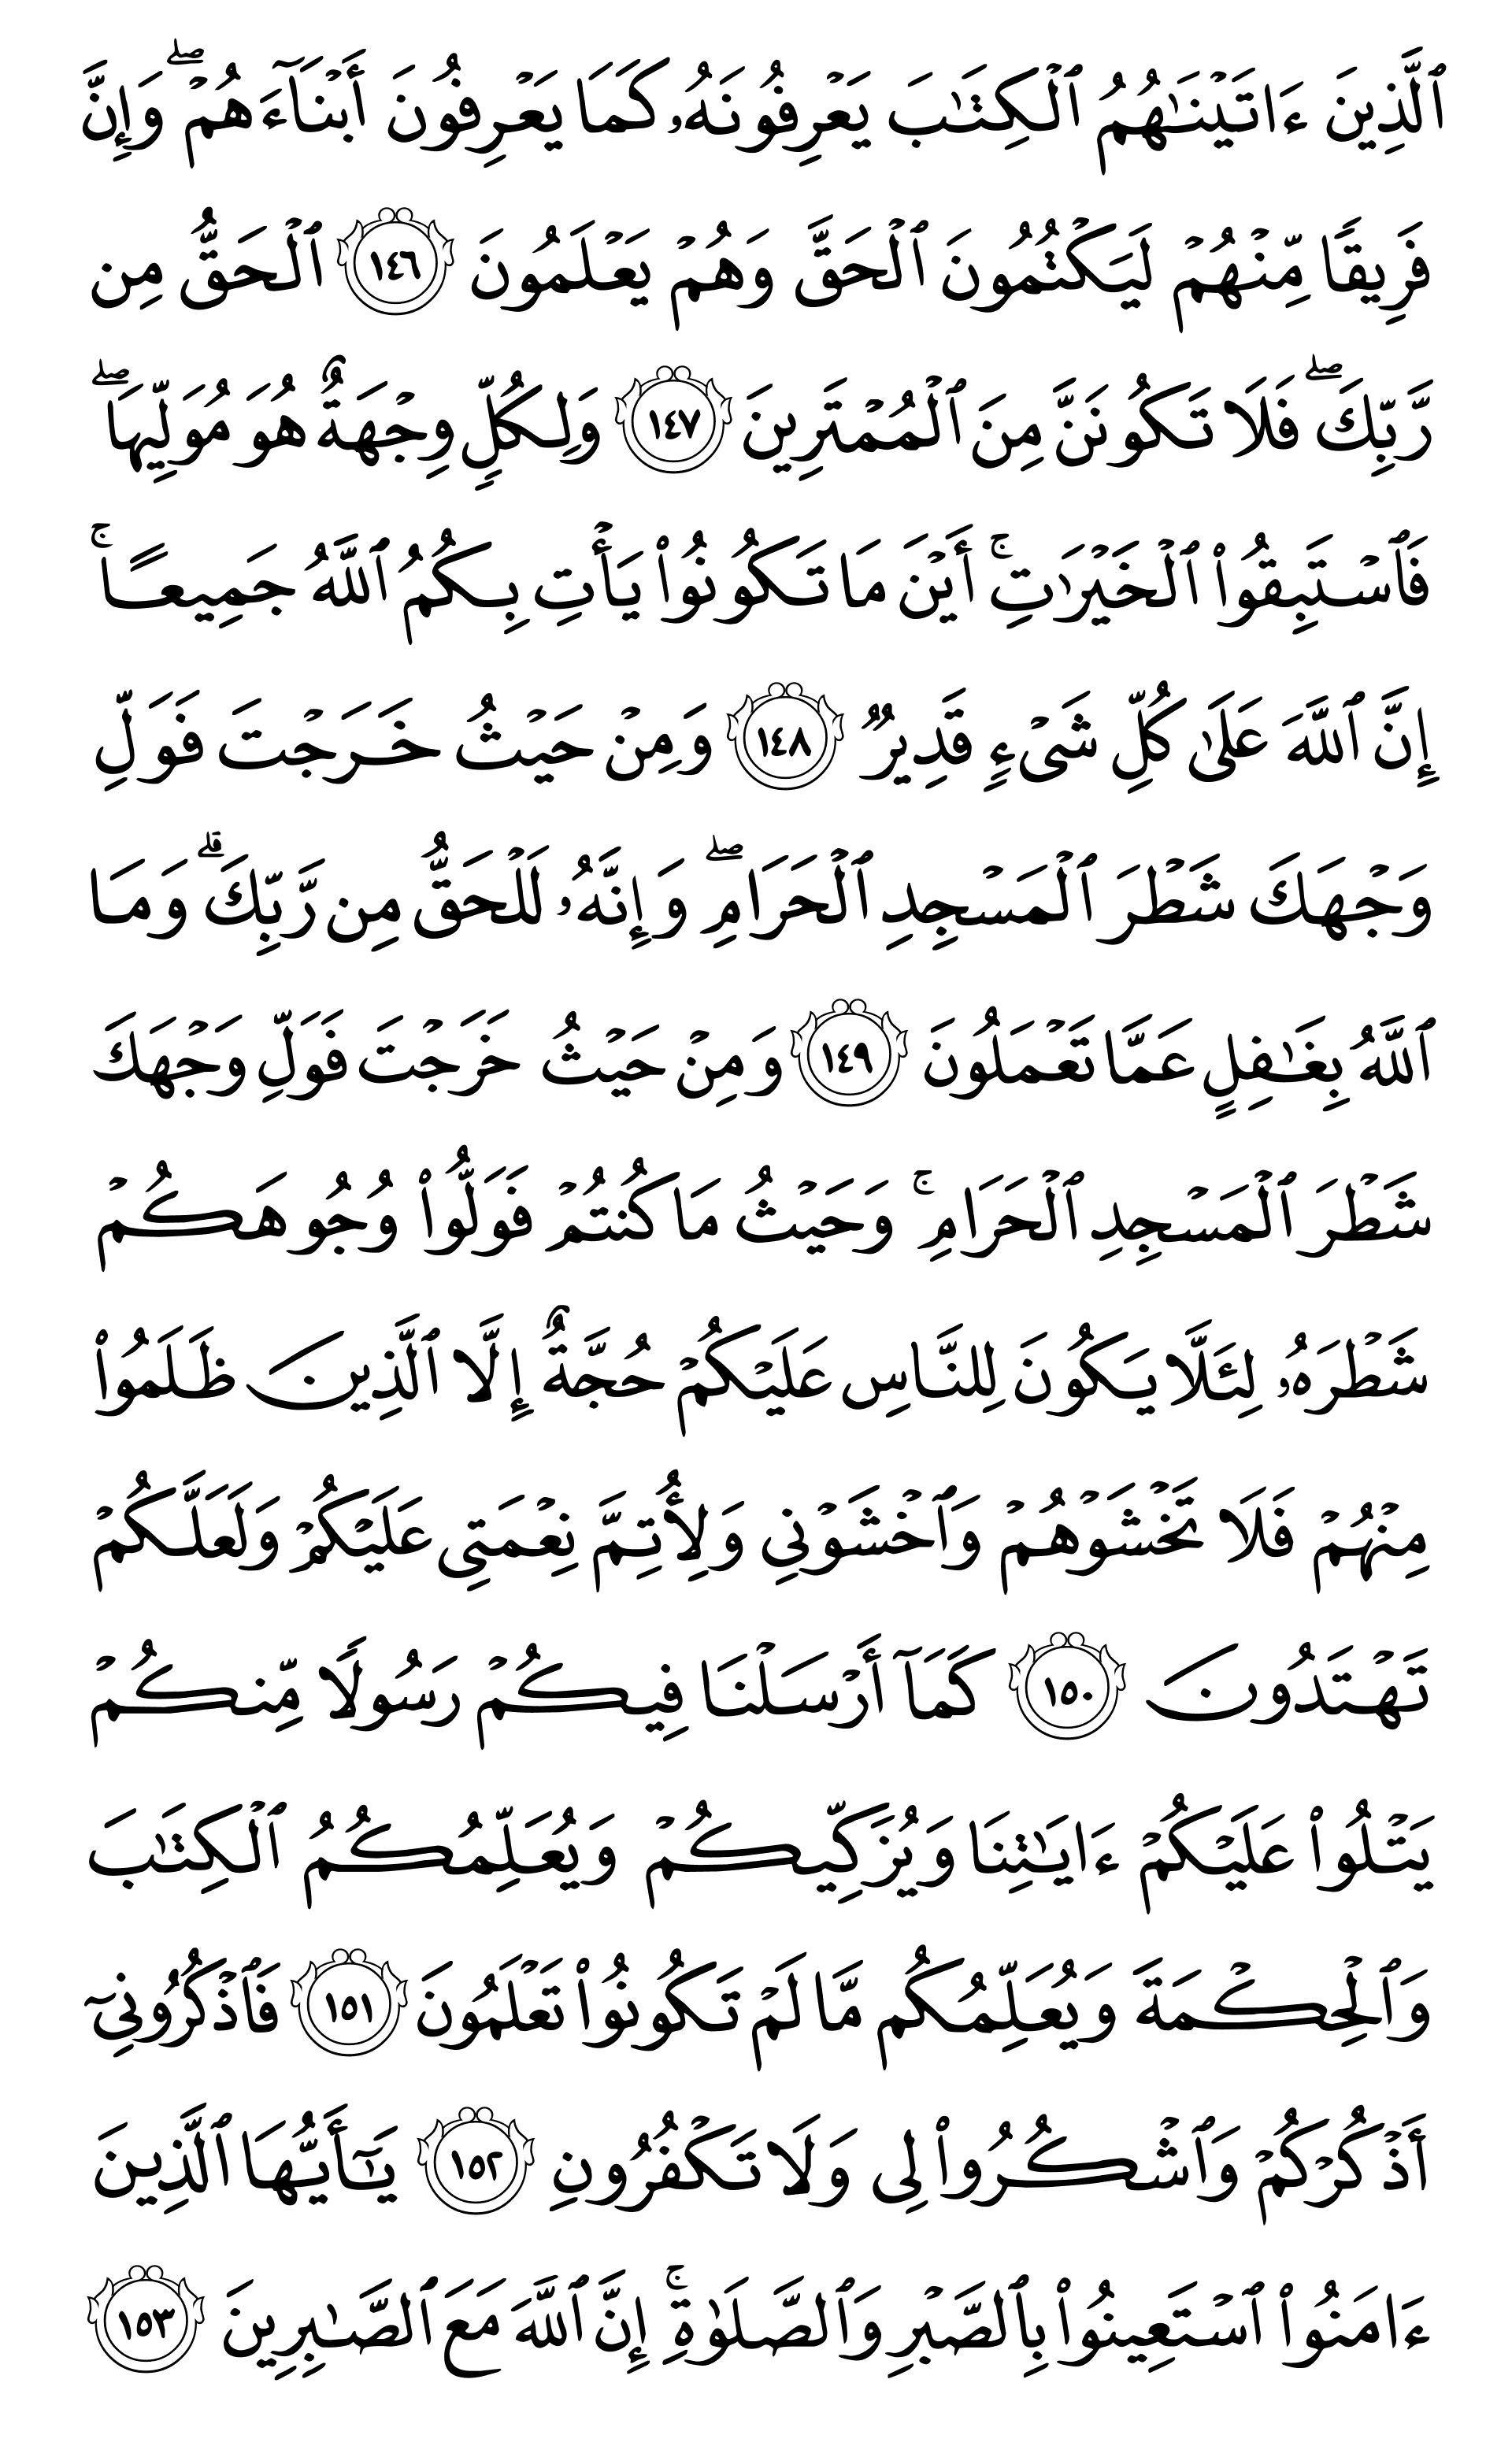 ٱلَّذِينَ ءَاتَيْنَٰهُمُ ٱلْكِتَٰبَ يَعْرِفُونَهُۥ كَمَا يَعْرِفُونَ أَبْنَآءَهُمْ ۖ وَإِنَّ
فَرِيقًا مِّنْهُمْ لَيَكْتُمُونَ ٱلْحَقَّ وَهُمْ يَعْلَمُونَ ١٤٦ ٱلْحَقُّ مِن
رَّبِّكَ ۖ فَلَا تَكُونَنَّ مِنَ ٱلْمُمْتَرِينَ ١٤٧ وَلِكُلٍّ وِجْهَةٌ هُوَ مُوَلِّيهَا ۖ
فَٱسْتَبِقُوا۟ ٱلْخَيْرَٰتِ ۚ أَيْنَ مَا تَكُونُوا۟ يَأْتِ بِكُمُ ٱللَّهُ جَمِيعًا ۚ
إِنَّ ٱللَّهَ عَلَىٰ كُلِّ شَىْءٍ قَدِيرٌ ١٤٨ وَمِنْ حَيْثُ خَرَجْتَ فَوَلِّ
وَجْهَكَ شَطْرَ ٱلْمَسْجِدِ ٱلْحَرَامِ ۖ وَإِنَّهُۥ لَلْحَقُّ مِن رَّبِّكَ ۗ وَمَا
ٱللَّهُ بِغَٰفِلٍ عَمَّا تَعْمَلُونَ ١٤٩ وَمِنْ حَيْثُ خَرَجْتَ فَوَلِّ وَجْهَكَ
شَطْرَ ٱلْمَسْجِدِ ٱلْحَرَامِ ۚ وَحَيْثُ مَا كُنتُمْ فَوَلُّوا۟ وُجُوهَكُمْ
شَطْرَهُۥ لِئَلَّا يَكُونَ لِلنَّاسِ عَلَيْكُمْ حُجَّةٌ إِلَّا ٱلَّذِينَ ظَلَمُوا۟
مِنْهُمْ فَلَا تَخْشَوْهُمْ وَٱخْشَوْنِى وَلِأُتِمَّ نِعْمَتِى عَلَيْكُمْ وَلَعَلَّكُمْ
تَهْتَدُونَ ١٥٠ كَمَآ أَرْسَلْنَا فِيكُمْ رَسُولًا مِّنكُمْ
يَتْلُوا۟ عَلَيْكُمْ ءَايَٰتِنَا وَيُزَكِّيكُمْ وَيُعَلِّمُكُمُ ٱلْكِتَٰبَ
وَٱلْحِكْمَةَ وَيُعَلِّمُكُم مَّا لَمْ تَكُونُوا۟ تَعْلَمُونَ ١٥١ فَٱذْكُرُونِىٓ
أَذْكُرْكُمْ وَٱشْكُرُوا۟ لِى وَلَا تَكْفُرُونِ ١٥٢ يَٰٓأَيُّهَا ٱلَّذِينَ
ءَامَنُوا۟ ٱسْتَعِينُوا۟ بِٱلصَّبْرِ وَٱلصَّلَوٰةِ ۚ إِنَّ ٱللَّهَ مَعَ ٱلصَّٰبِرِينَ ١٥٣